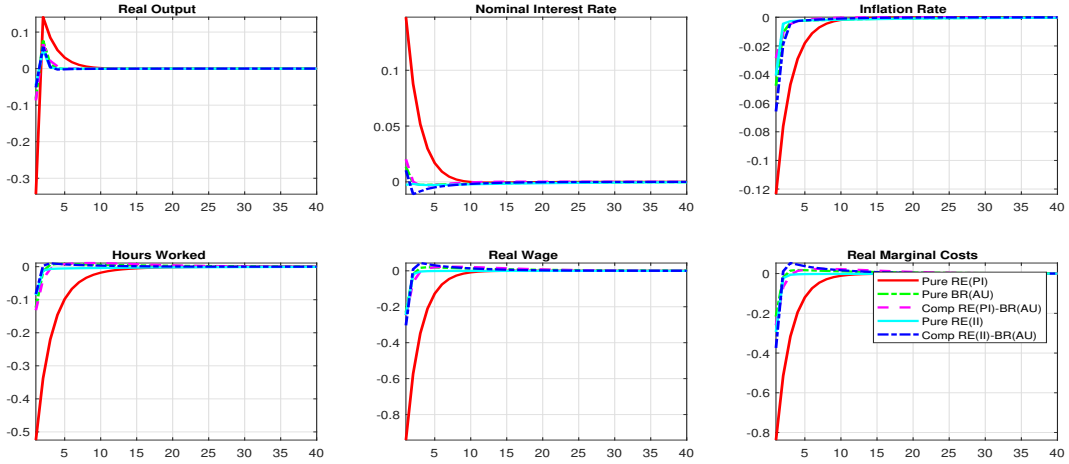 Real Output
Nominal Interest Rate
Inflation Rate
0.1
0
-0.1
-0.2
-0.3
5 10 15 20 25 30 35 40
0.1
0.05
0
5 10 15 20 25 30 35 40
0
-0.02
-0.04
-0.06
-0.08
-0.1
-0.12
5 10 15 20 25 30 35 40
Hours Worked
Real Wage
Real Marginal Costs
0
-0.1
-0.2
-0.3
-0.4
-0.5
5 10 15 20 25 30 35 40
0
-0.2
-0.4
-0.6
-0.8
5 10 15 20 25 30 35 40
0
-0.2
-0.4
-0.6
-0.8
5 10 15 20 25 30 35 40
Pure RE(PI)
Pure BR(AU)
Comp RE(PI)-BR(AU)
Pure RE(II)
Comp RE(II)-BR(AU)